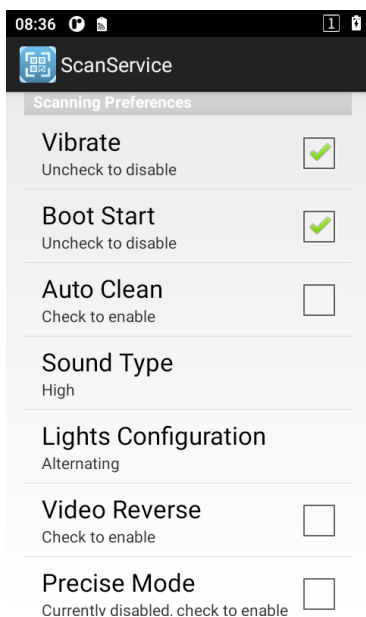 08:36 1
ScanService
Scanning Preferences
Vibrate
Uncheck to disable
Boot Start
Uncheck to disable
Auto Clean
Check to enable
Sound Type
High
Lights Configuration
Alternating
Video Reverse
Check to enable
Precise Mode
Currently disabled, check to enable